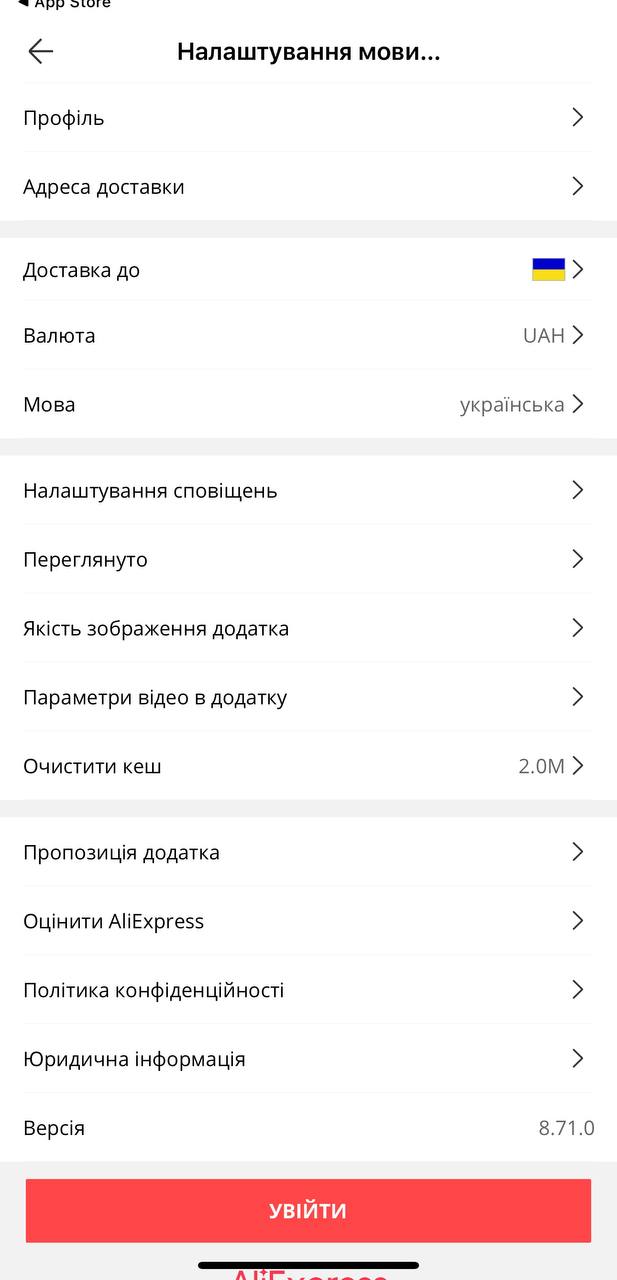 ◀ App Store
Налаштування мови...
Профіль
Адреса доставки
Доставка до
Валюта UAH
Мова українська
Налаштування сповіщень
Переглянуто
Якість зображення додатка
Параметри відео в додатку
Очистити кеш 2.0M
Пропозиція додатка
Оцінити AliExpress
Політика конфіденційності
Юридична інформація
Версія 8.71.0
УВІЙТИ
AliExpress